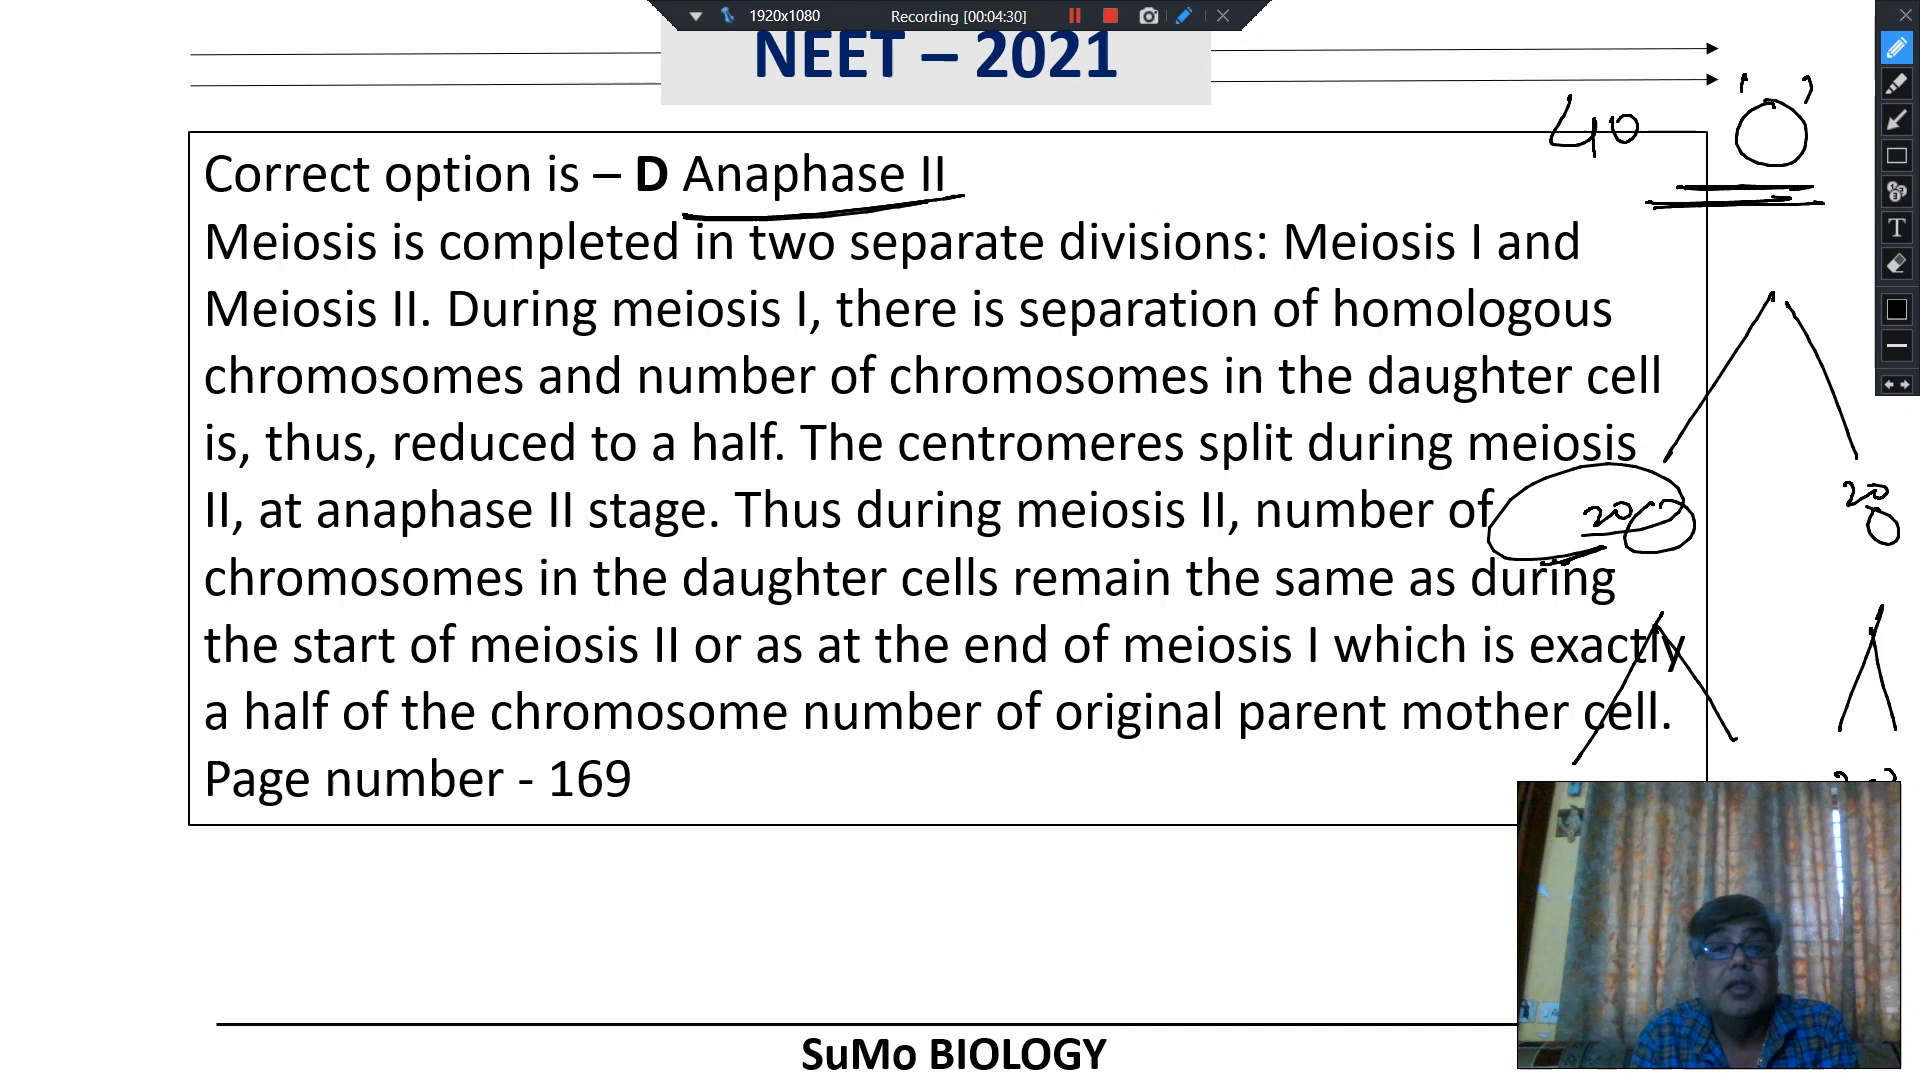 1920x1080 Recording [00:04:30]
NEET – 2021
40
Correct option is – D Anaphase II
Meiosis is completed in two separate divisions: Meiosis I and
Meiosis II. During meiosis I, there is separation of homologous
chromosomes and number of chromosomes in the daughter cell
is, thus, reduced to a half. The centromeres split during meiosis
II, at anaphase II stage. Thus during meiosis II, number of
20
20
chromosomes in the daughter cells remain the same as during
the start of meiosis II or as at the end of meiosis I which is exactly
a half of the chromosome number of original parent mother cell.
Page number - 169
SuMo BIOLOGY
T